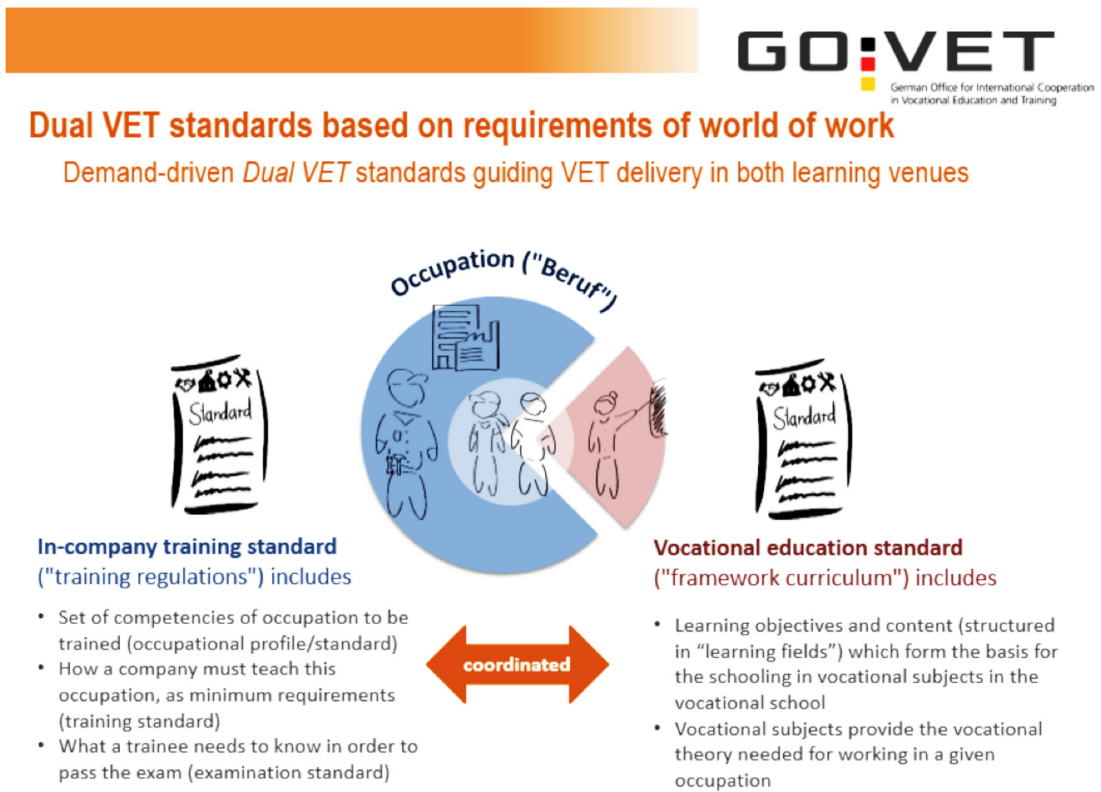 GO:VET
German Office for International Cooperation
in Vocational Education and Training
Dual VET standards based on requirements of world of work
Demand-driven Dual VET standards guiding VET delivery in both learning venues
Occupation ("Beruf")
Standard
Standard
In-company training standard
("training regulations") includes
• Set of competencies of occupation to be
trained (occupational profile/standard)
• How a company must teach this
occupation, as minimum requirements
(training standard)
• What a trainee needs to know in order to
pass the exam (examination standard)
coordinated
Vocational education standard
("framework curriculum") includes
• Learning objectives and content (structured
in “learning fields”) which form the basis for
the schooling in vocational subjects in the
vocational school
• Vocational subjects provide the vocational
theory needed for working in a given
occupation